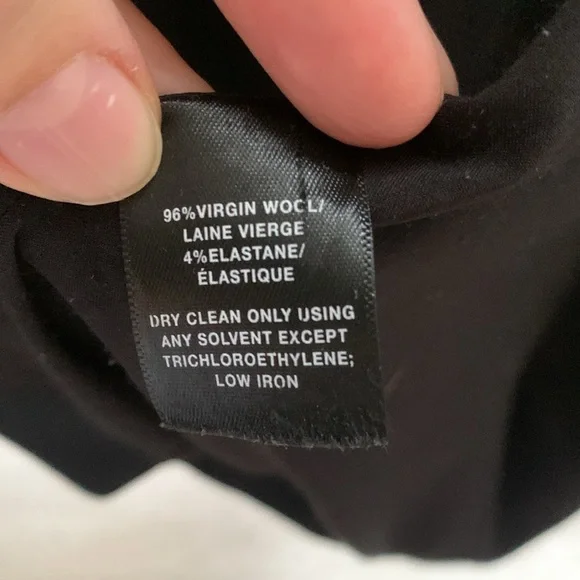 96%VIRGIN WOOL/
LAINE VIERGE
4%ELASTANE/
ÉLASTIQUE
DRY CLEAN ONLY USING
ANY SOLVENT EXCEPT
TRICHLOROETHYLENE;
LOW IRON